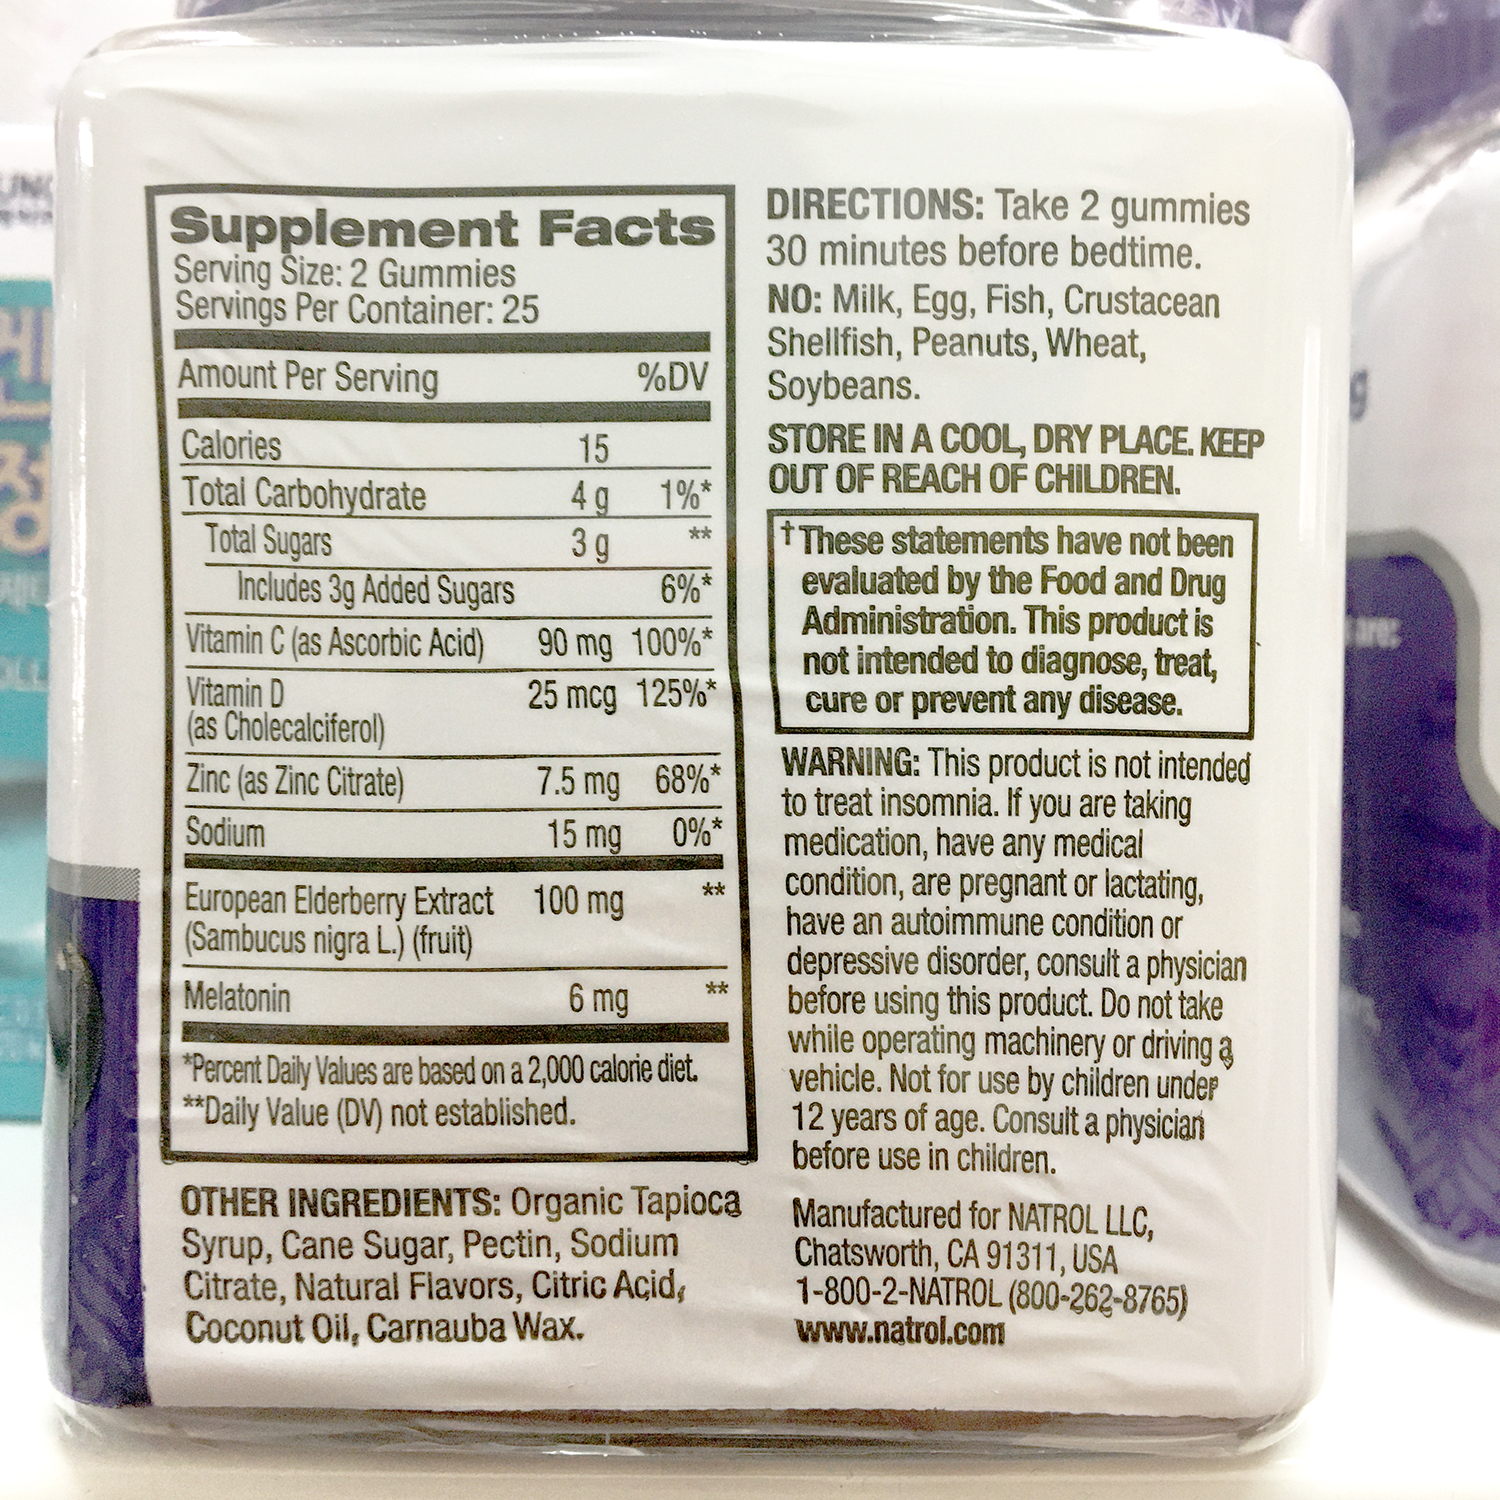 Supplement Facts
Serving Size: 2 Gummies
Servings Per Container: 25
Amount Per Serving %DV
Calories 15
Total Carbohydrate 4 g 1%*
Total Sugars 3 g **
Includes 3g Added Sugars 6%*
Vitamin C (as Ascorbic Acid) 90 mg 100%*
Vitamin D 25 mcg 125%*
(as Cholecalciferol)
Zinc (as Zinc Citrate) 7.5 mg 68%*
Sodium 15 mg 0%*
European Elderberry Extract 100 mg **
(Sambucus nigra L.) (fruit)
Melatonin 6 mg **
*Percent Daily Values are based on a 2,000 calorie diet.
**Daily Value (DV) not established.
OTHER INGREDIENTS: Organic Tapioca
Syrup, Cane Sugar, Pectin, Sodium
Citrate, Natural Flavors, Citric Acid,
Coconut Oil, Carnauba Wax.
DIRECTIONS: Take 2 gummies
30 minutes before bedtime.
NO: Milk, Egg, Fish, Crustacean
Shellfish, Peanuts, Wheat,
Soybeans.
STORE IN A COOL, DRY PLACE. KEEP
OUT OF REACH OF CHILDREN.
†These statements have not been
evaluated by the Food and Drug
Administration. This product is
not intended to diagnose, treat,
cure or prevent any disease.
WARNING: This product is not intended
to treat insomnia. If you are taking
medication, have any medical
condition, are pregnant or lactating,
have an autoimmune condition or
depressive disorder, consult a physician
before using this product. Do not take
while operating machinery or driving a
vehicle. Not for use by children under
12 years of age. Consult a physician
before use in children.
Manufactured for NATROL LLC,
Chatsworth, CA 91311, USA
1-800-2-NATROL (800-262-8765)
www.natrol.com